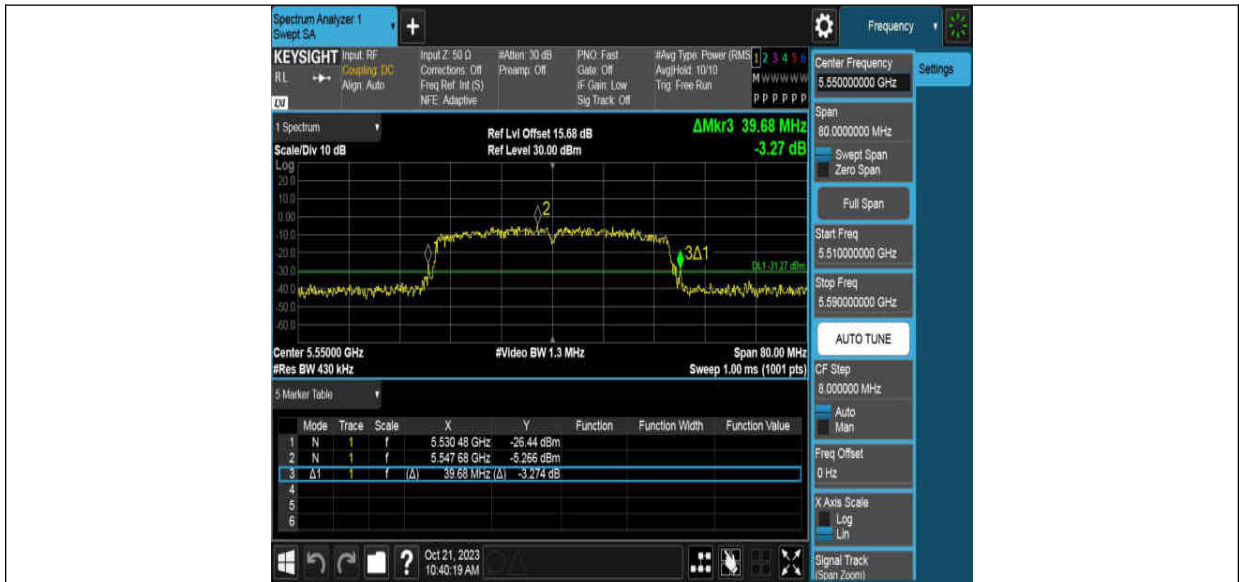 Spectrum Analyzer 1
Swept SA
+
Frequency
KEYSIGHT
RL
LXI
Input: RF
Coupling: DC
Align: Auto
Input Z: 50 Ω
Corrections: Off
Freq Ref: Int (S)
NFE: Adaptive
#Atten: 30 dB
Preamp: Off
PNO: Fast
Gate: Off
IF Gain: Low
Sig Track: Off
#Avg Type: Power (RMS
Avg|Hold: 10/10
Trig: Free Run
1 2 3 4 5 6
M W W W W W
P P P P P P
1 Spectrum
Scale/Div 10 dB
Ref Lvl Offset 15.68 dB
Ref Level 30.00 dBm
ΔMkr3 39.68 MHz
-3.27 dB
Log
20.0
10.0
0.00
-10.0
-20.0
-30.0
-40.0
-50.0
-60.0
2
3Δ1
DL1 -31.27 dBm
Center 5.55000 GHz
#Video BW 1.3 MHz
Span 80.00 MHz
#Res BW 430 kHz
Sweep 1.00 ms (1001 pts)
5 Marker Table
Mode Trace Scale X Y Function Function Width Function Value
1 N 1 f 5.530 48 GHz -26.44 dBm
2 N 1 f 5.547 68 GHz -5.266 dBm
3 Δ1 1 f (Δ) 39.68 MHz (Δ) -3.274 dB
4
5
6
?
Oct 21, 2023
10:40:19 AM
Center Frequency
5.550000000 GHz
Settings
Span
80.0000000 MHz
Swept Span
Zero Span
Full Span
Start Freq
5.510000000 GHz
Stop Freq
5.590000000 GHz
AUTO TUNE
CF Step
8.000000 MHz
Auto
Man
Freq Offset
0 Hz
X Axis Scale
Log
Lin
Signal Track
(Span Zoom)